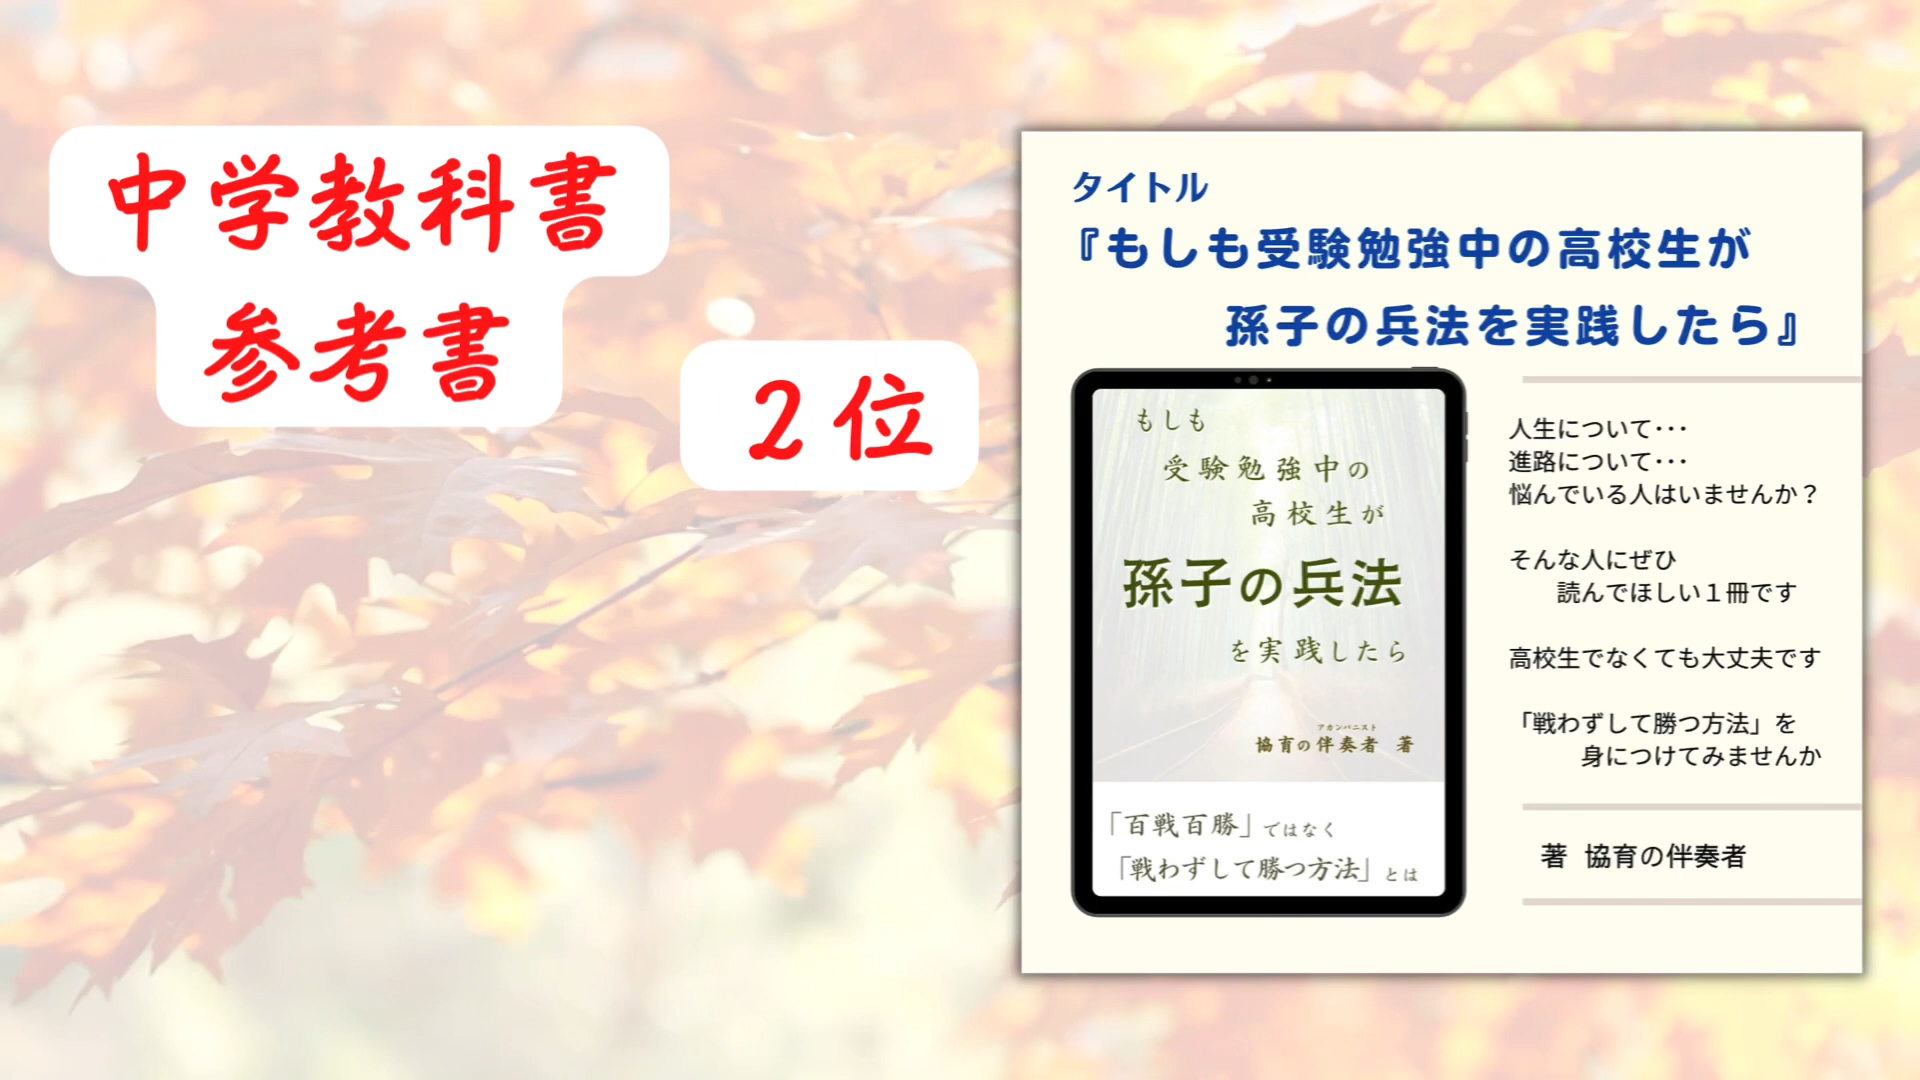 中学教科書
参考書
２位
タイトル
『もしも受験勉強中の高校生が
孫子の兵法を実践したら』
もしも
受験勉強中の
高校生が
孫子の兵法
を実践したら
アカンパニスト
協育の伴奏者 著
「百戦百勝」ではなく
「戦わずして勝つ方法」とは
人生について･･･
進路について･･･
悩んでいる人はいませんか？
そんな人にぜひ
読んでほしい１冊です
高校生でなくても大丈夫です
「戦わずして勝つ方法」を
身につけてみませんか
著 協育の伴奏者